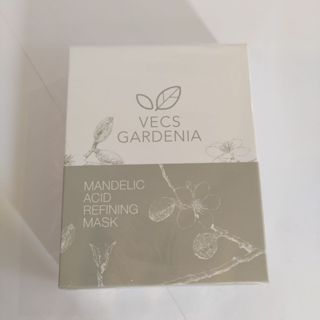 VECS
GARDENIA
MANDELIC
ACID
REFINING
MASK